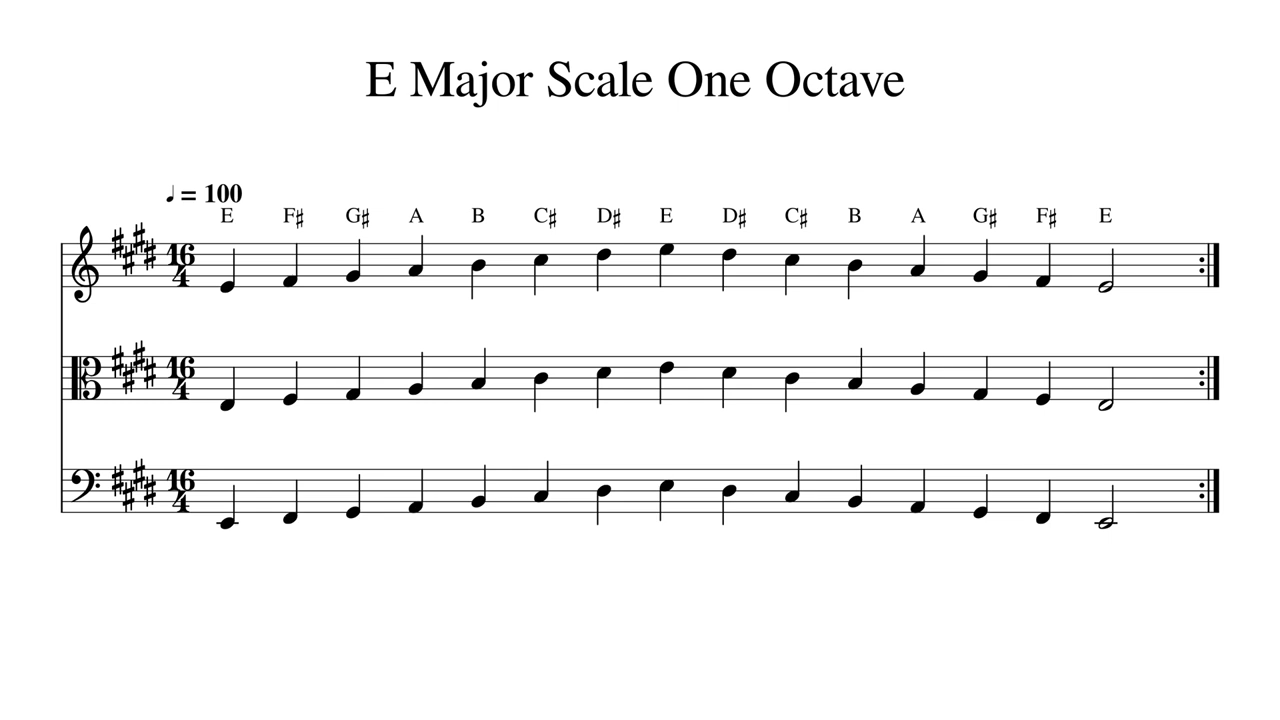 E Major Scale One Octave
♩ = 100
E F♯ G♯ A B C♯ D♯ E D♯ C♯ B A G♯ F♯ E
16
4
16
4
16
4